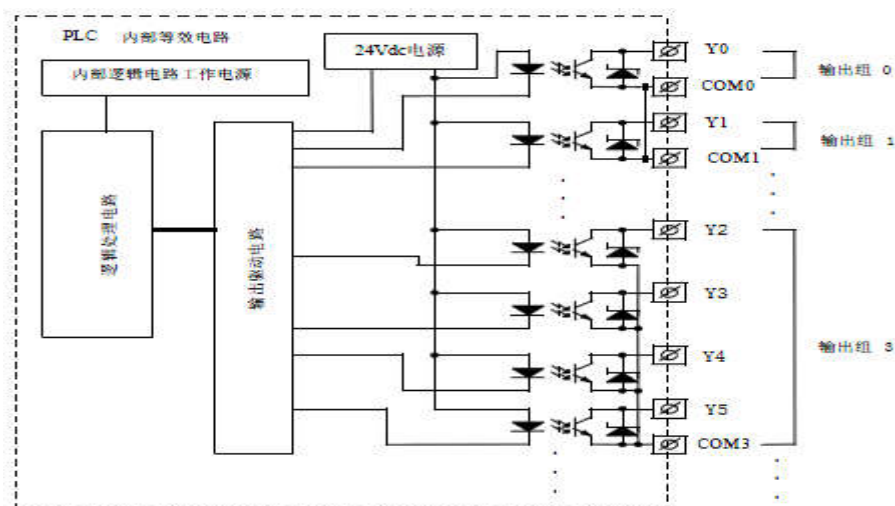 PLC 内部等效电路
24Vdc电源
内部逻辑电路工作电源
逻辑处理电路
输出驱动电路
Y0
COM0
输出组 0
Y1
COM1
输出组 1
Y2
Y3
Y4
输出组 3
Y5
COM3